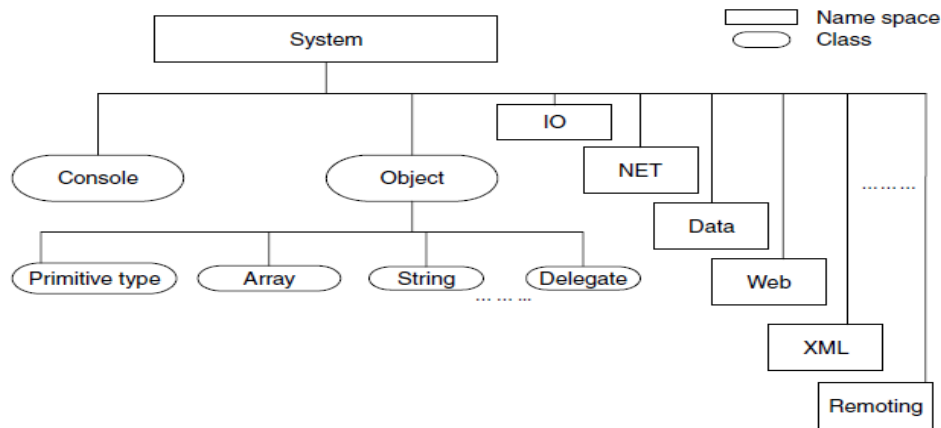 Name space
System
Class
IO
Console
Object
NET
………
Data
Primitive type
Array
String
Delegate
………
Web
XML
Remoting